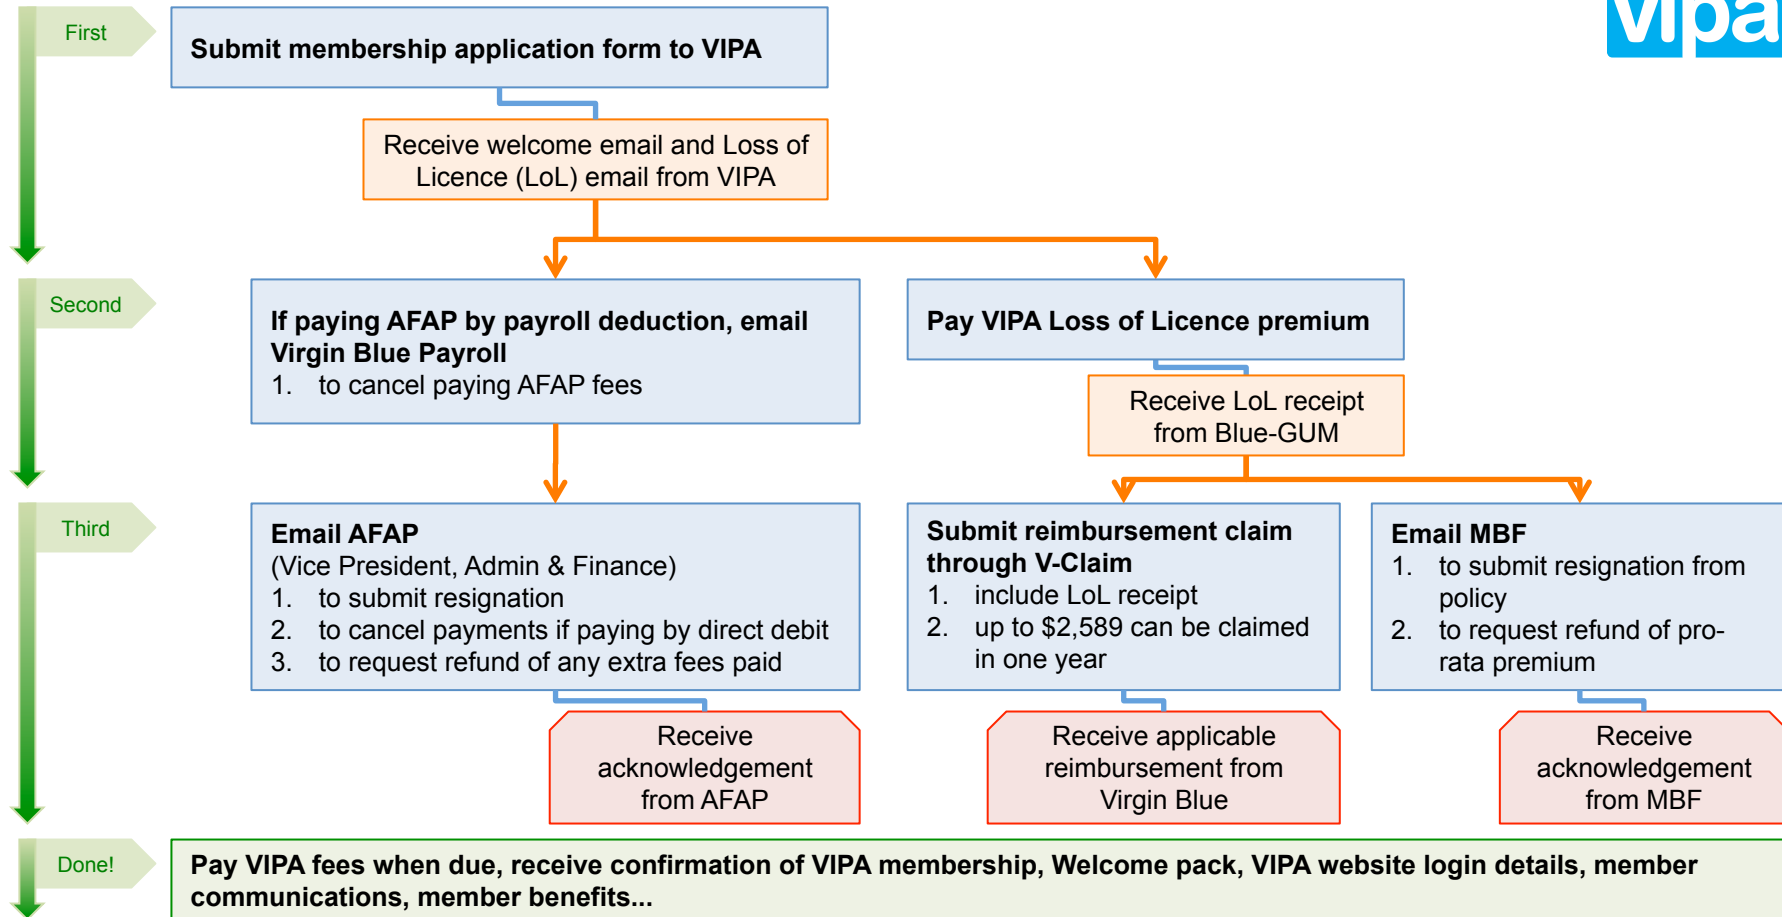 First
Submit membership application form to VIPA
vipa
Receive welcome email and Loss of
Licence (LoL) email from VIPA
Second
If paying AFAP by payroll deduction, email
Virgin Blue Payroll
1. to cancel paying AFAP fees
Pay VIPA Loss of Licence premium
Receive LoL receipt
from Blue-GUM
Third
Email AFAP
(Vice President, Admin & Finance)
1. to submit resignation
2. to cancel payments if paying by direct debit
3. to request refund of any extra fees paid
Submit reimbursement claim
through V-Claim
1. include LoL receipt
2. up to $2,589 can be claimed
in one year
Email MBF
1. to submit resignation from
policy
2. to request refund of pro-
rata premium
Receive
acknowledgement
from AFAP
Receive applicable
reimbursement from
Virgin Blue
Receive
acknowledgement
from MBF
Done!
Pay VIPA fees when due, receive confirmation of VIPA membership, Welcome pack, VIPA website login details, member
communications, member benefits...